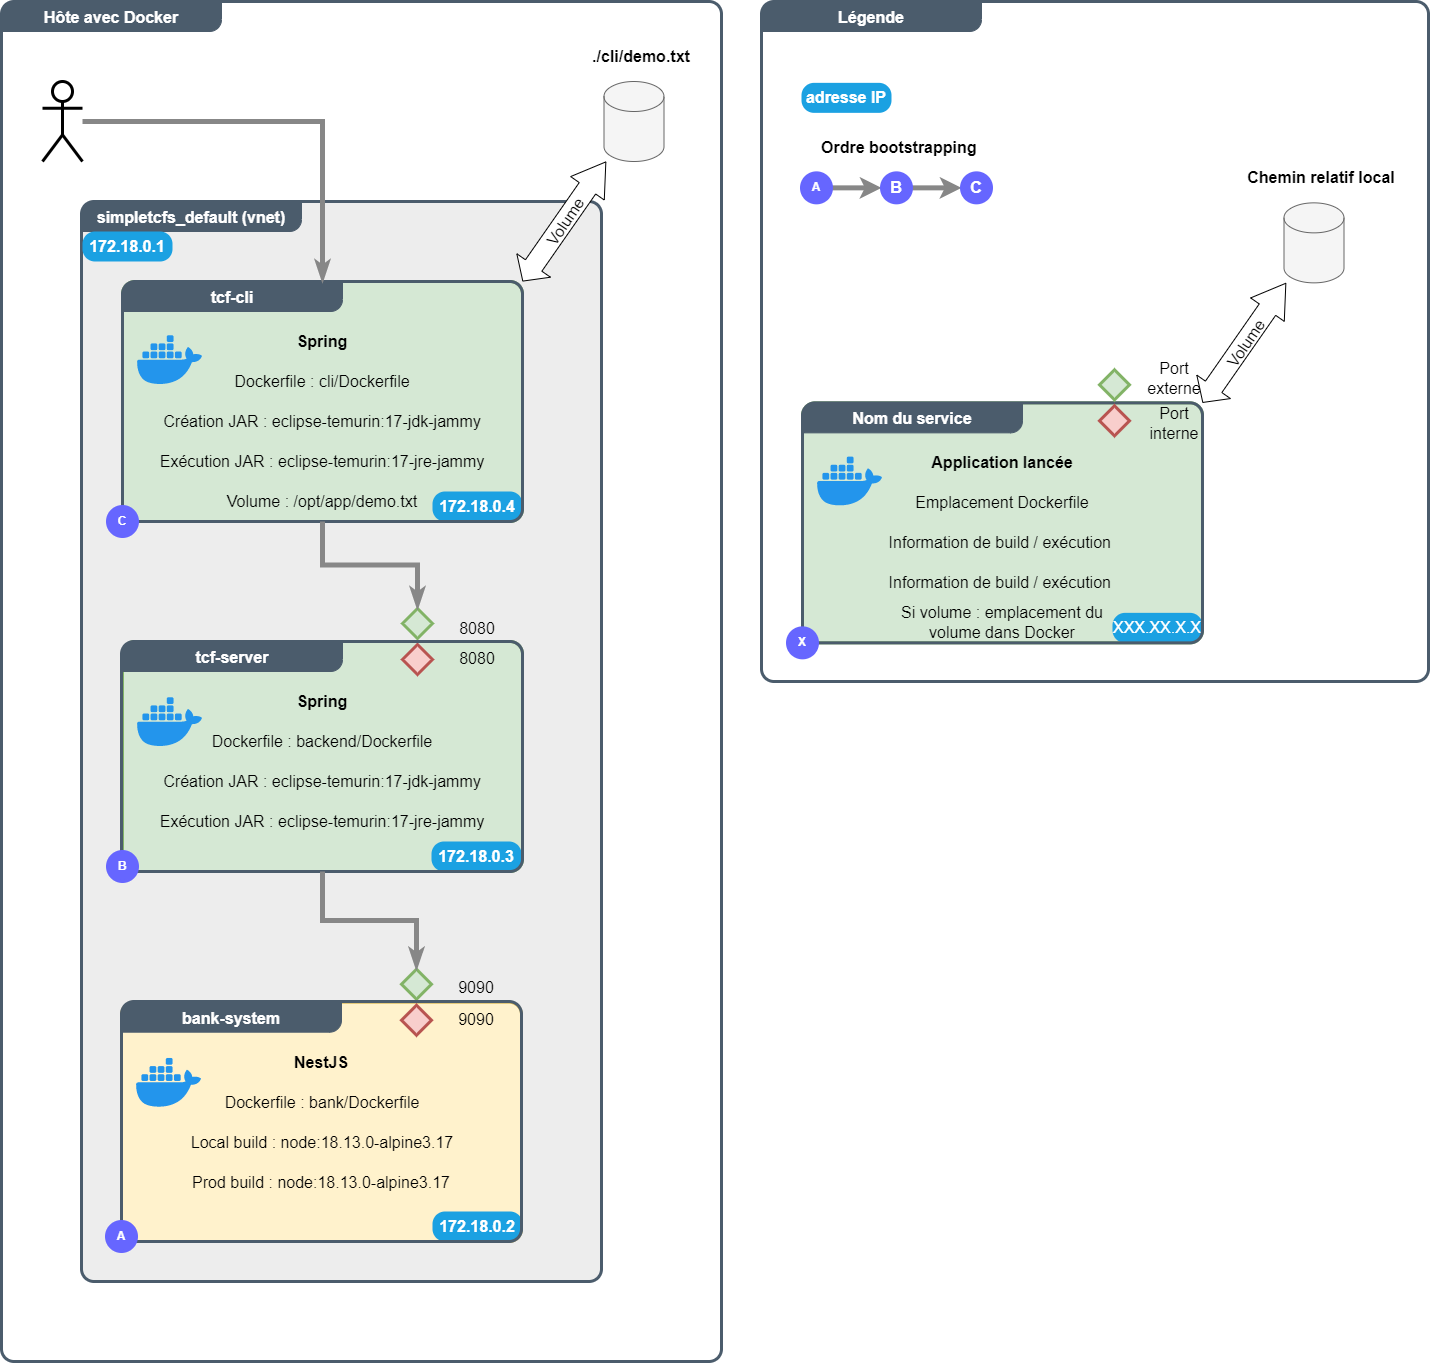 Hôte avec Docker
./cli/demo.txt
Volume
simpletcfs_default (vnet)
172.18.0.1
tcf-cli
Spring
Dockerfile : cli/Dockerfile
Création JAR : eclipse-temurin:17-jdk-jammy
Exécution JAR : eclipse-temurin:17-jre-jammy
Volume : /opt/app/demo.txt
172.18.0.4
C
8080
tcf-server
8080
Spring
Dockerfile : backend/Dockerfile
Création JAR : eclipse-temurin:17-jdk-jammy
Exécution JAR : eclipse-temurin:17-jre-jammy
172.18.0.3
B
9090
bank-system
9090
NestJS
Dockerfile : bank/Dockerfile
Local build : node:18.13.0-alpine3.17
Prod build : node:18.13.0-alpine3.17
172.18.0.2
A
Légende
adresse IP
Ordre bootstrapping
A
B
C
Chemin relatif local
Volume
Port
externe
Port
interne
Nom du service
Application lancée
Emplacement Dockerfile
Information de build / exécution
Information de build / exécution
Si volume : emplacement du
volume dans Docker
XXX.XX.X.X
X